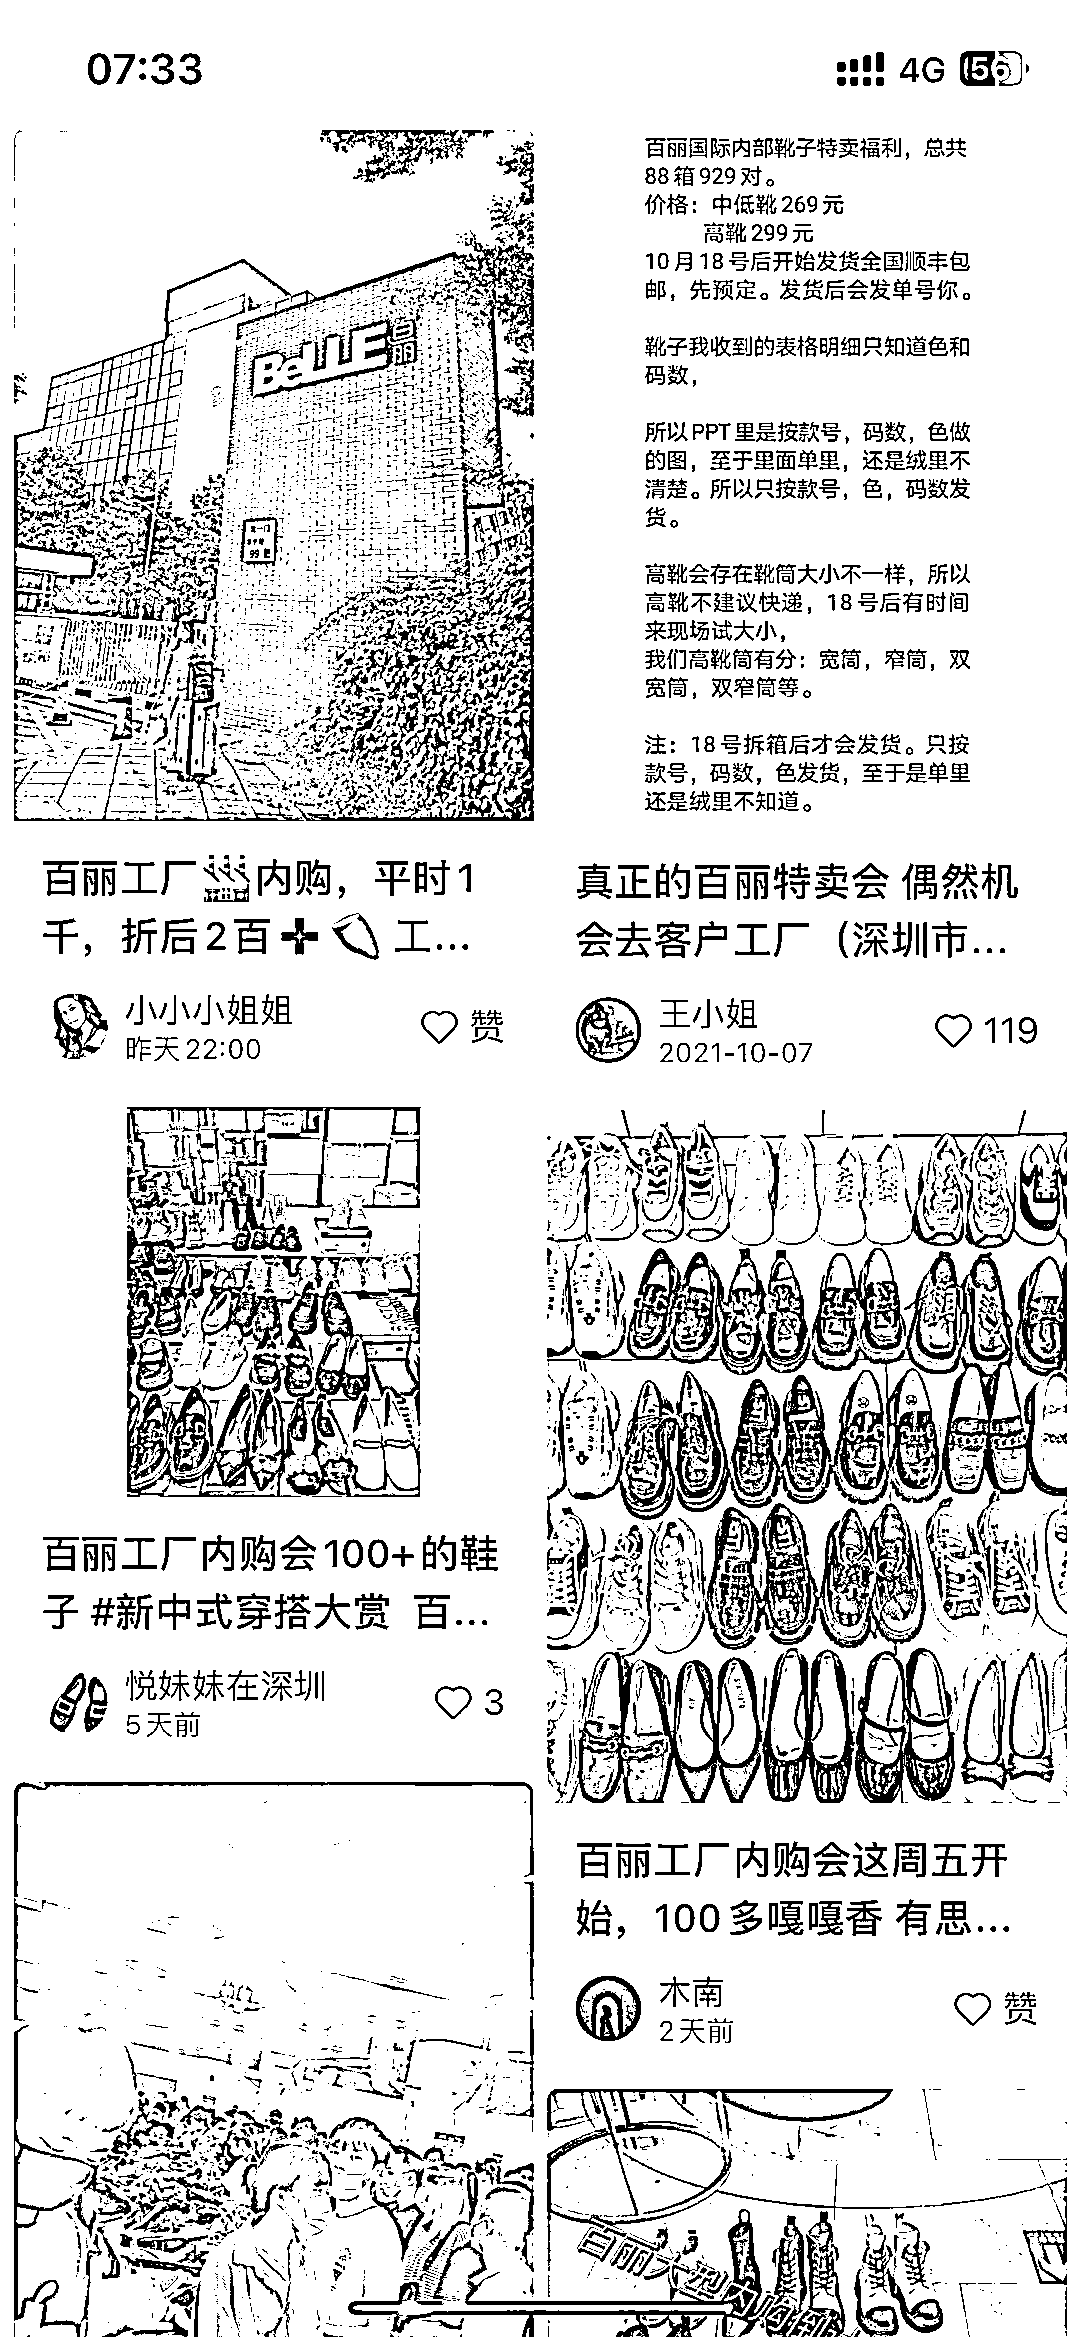 07:33
4G 56
BeLLE 百丽
99
百丽工厂内购，平时1
千，折后2百 工...
小小小姐姐
昨天 22:00
赞
百丽国际内部靴子特卖福利，总共
88箱929对。
价格：中低靴269元
高靴299元
10月18号后开始发货全国顺丰包
邮，先预定。发货后会发单号你。
靴子我收到的表格明细只知道色和
码数，
所以PPT里是按款号，码数，色做
的图，至于里面单里，还是绒里不
清楚。所以只按款号，色，码数发
货。
高靴会存在靴筒大小不一样，所以
高靴不建议快递，18号后有时间
来现场试大小，
我们高靴筒有分：宽筒，窄筒，双
宽筒，双窄筒等。
注：18号拆箱后才会发货。只按
款号，码数，色发货，至于是单里
还是绒里不知道。
真正的百丽特卖会 偶然机
会去客户工厂（深圳市...
王小姐
2021-10-07
119
百丽工厂内购会100+的鞋
子 #新中式穿搭大赏 百...
悦妹妹在深圳
5天前
3
百丽工厂内购会这周五开
始，100多嘎嘎香 有思...
木南
2天前
赞
百丽大型内购